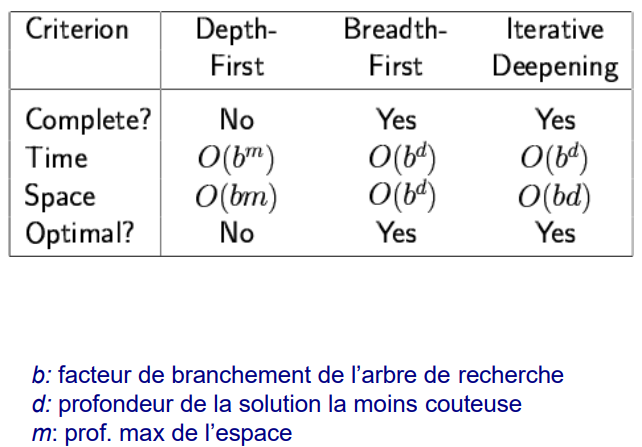 Criterion Depth-First Breadth-First Iterative Deepening
Complete? No Yes Yes
Time O(b^m) O(b^d) O(b^d)
Space O(bm) O(b^d) O(bd)
Optimal? No Yes Yes
b: facteur de branchement de l'arbre de recherche
d: profondeur de la solution la moins couteuse
m: prof. max de l'espace